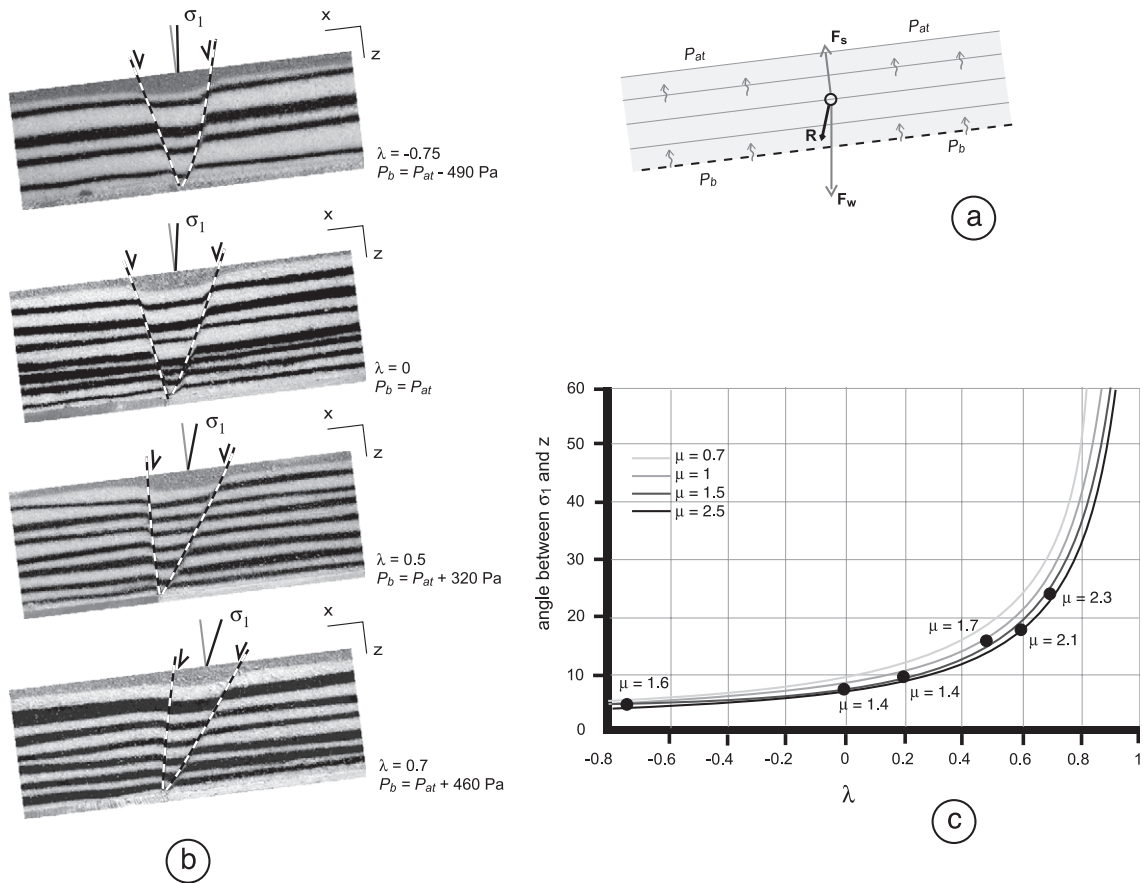 σ1
x
z
λ = -0.75
Pb = Pat - 490 Pa
σ1
x
z
λ = 0
Pb = Pat
σ1
x
z
λ = 0.5
Pb = Pat + 320 Pa
σ1
x
z
λ = 0.7
Pb = Pat + 460 Pa
b
Pat
Fs
Pat
R
Pb
Pb
Fw
a
60
50
40
30
20
10
0
angle between σ1 and z
μ = 0.7
μ = 1
μ = 1.5
μ = 2.5
μ = 1.6
μ = 1.4
μ = 1.4
μ = 1.7
μ = 2.1
μ = 2.3
-0.8 -0.6 -0.4 -0.2 0 0.2 0.4 0.6 0.8 1
λ
c